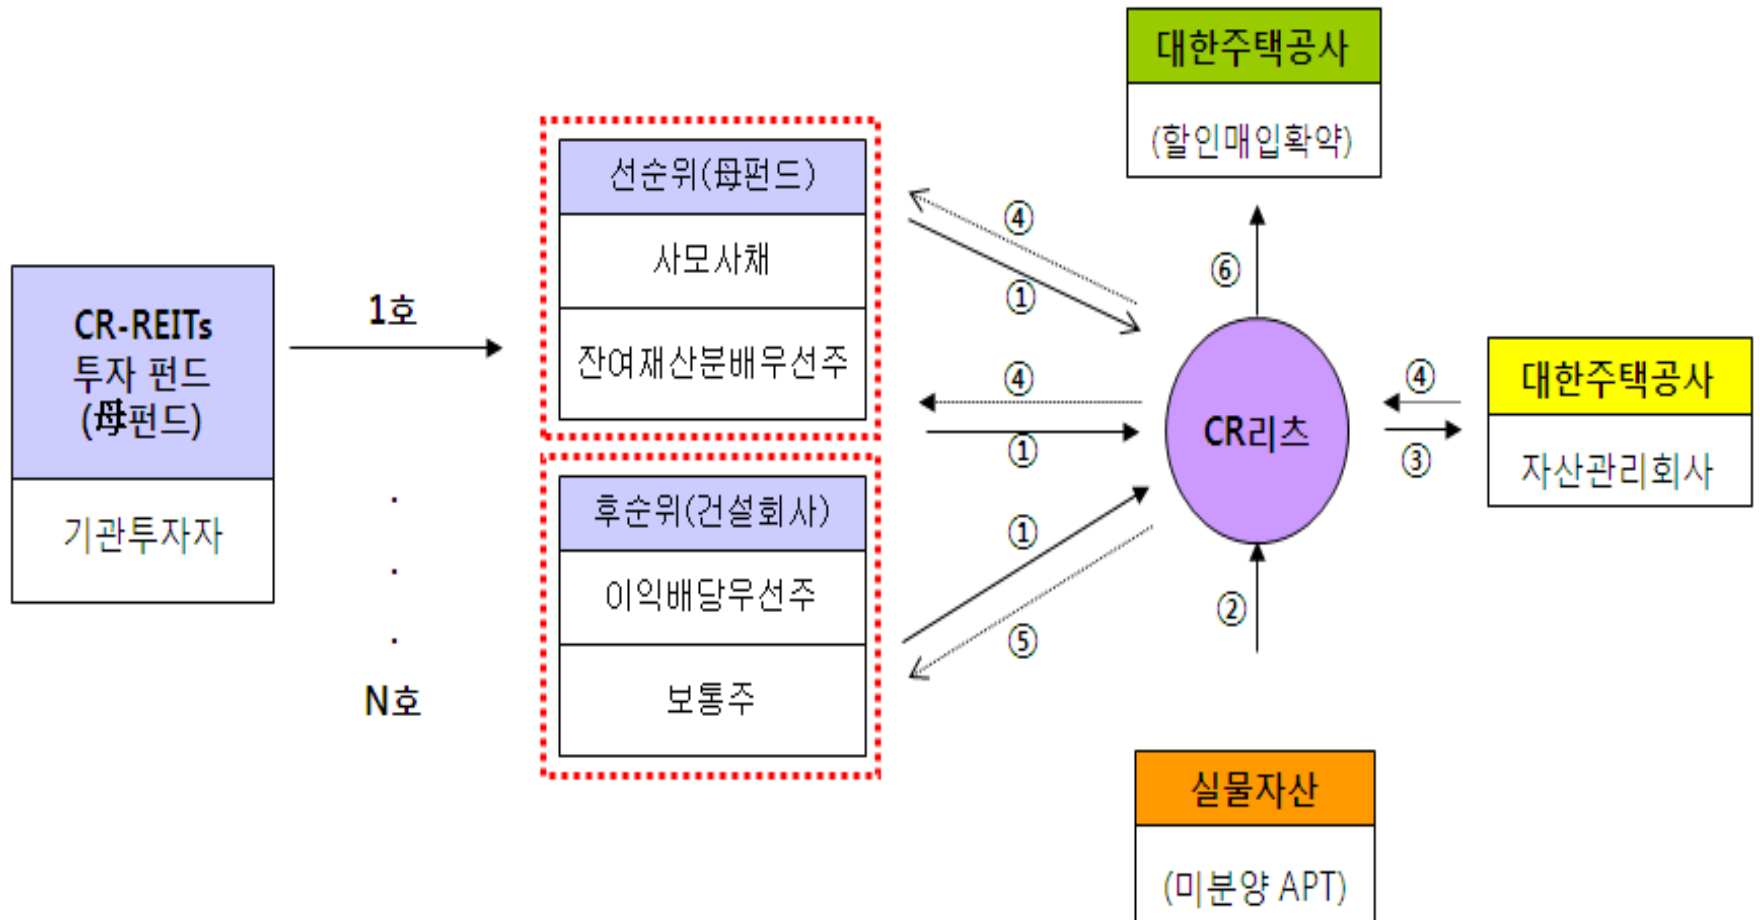 대한주택공사
(할인매입확약)
선순위(母펀드)
사모사채
잔여재산분배우선주
CR-REITs
투자 펀드
(母펀드)
기관투자자
1호
.
.
.
N호
후순위(건설회사)
이익배당우선주
보통주
④
①
④
①
①
⑤
⑥
CR리츠
②
④
③
대한주택공사
자산관리회사
실물자산
(미분양 APT)